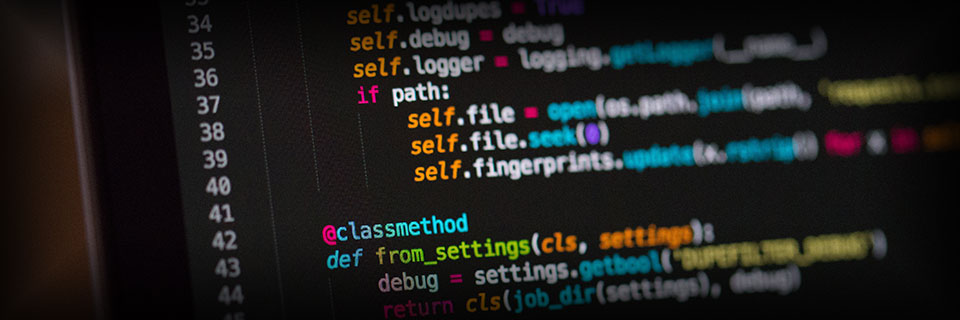 33
34 self.logdupes = True
35 self.debug = debug
36 self.logger = logging.getLogger(__name__)
37 if path:
38 self.file = open(os.path.join(path, 'requests.
39 self.file.seek(0)
40 self.fingerprints.update(x.rstrip() for x in
41
42 @classmethod
43 def from_settings(cls, settings):
44 debug = settings.getbool("DUPEFILTER_DEBUG")
45 return cls(job_dir(settings), debug)